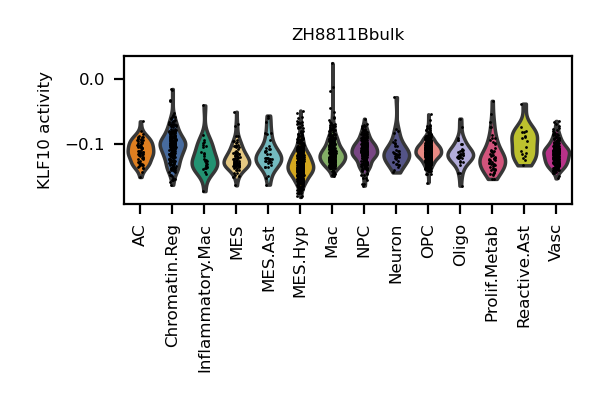 ZH8811Bbulk
KLF10 activity
0.0
−0.1
AC
Chromatin.Reg
Inflammatory.Mac
MES
MES.Ast
MES.Hyp
Mac
NPC
Neuron
OPC
Oligo
Prolif.Metab
Reactive.Ast
Vasc